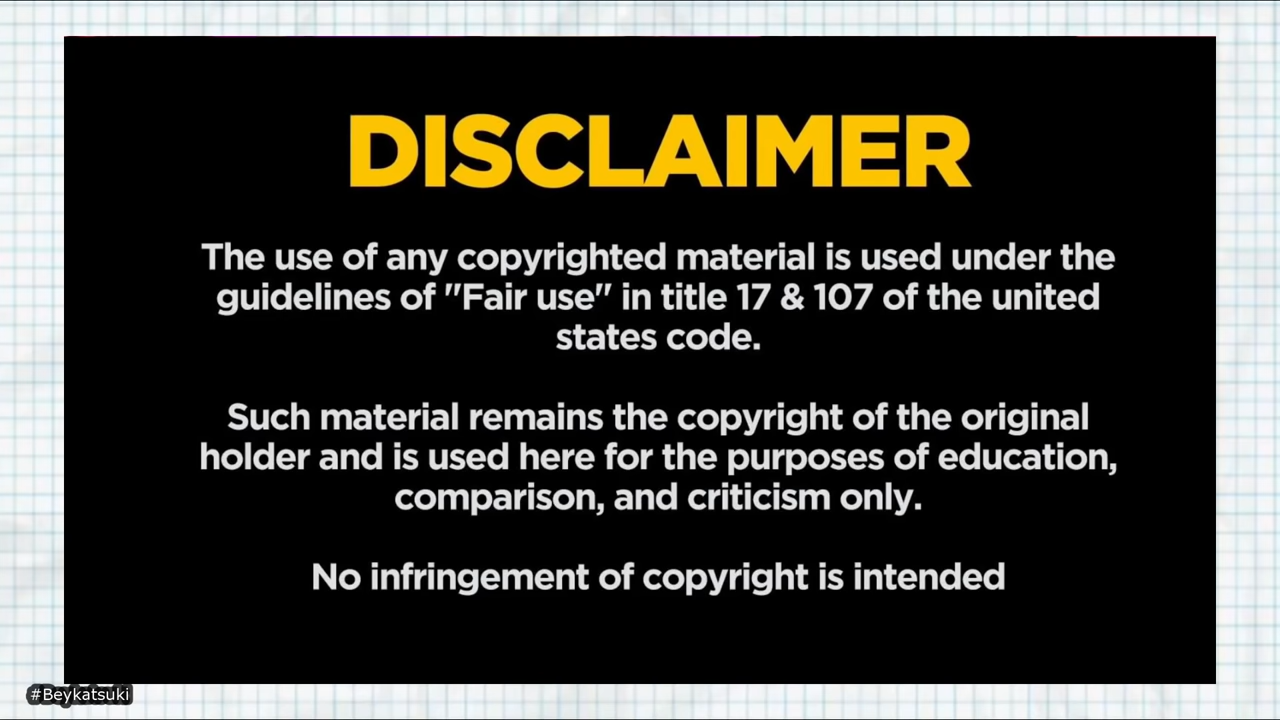 DISCLAIMER
The use of any copyrighted material is used under the
guidelines of "Fair use" in title 17 & 107 of the united
states code.
Such material remains the copyright of the original
holder and is used here for the purposes of education,
comparison, and criticism only.
No infringement of copyright is intended
#Beykatsuki